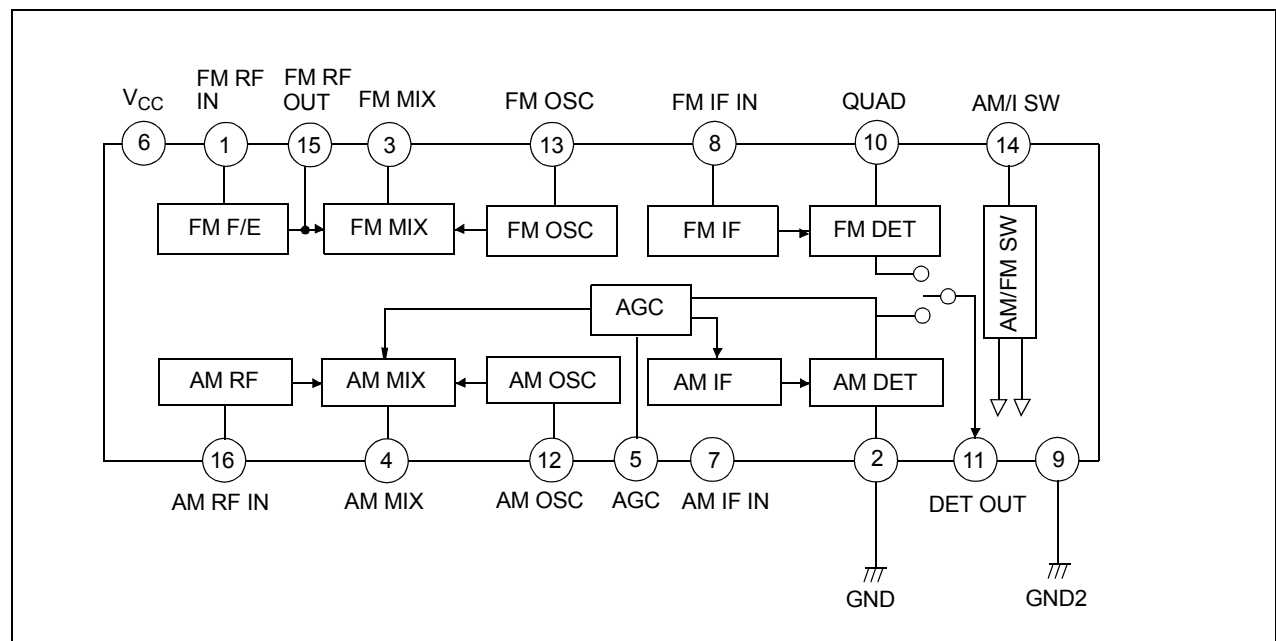 V_CC
FM RF IN
FM RF OUT
FM MIX
FM OSC
FM IF IN
QUAD
AM/I SW
6
1
15
3
13
8
10
14
FM F/E
FM MIX
FM OSC
FM IF
FM DET
AM/FM SW
AGC
AM RF
AM MIX
AM OSC
AM IF
AM DET
16
4
12
5
7
2
11
9
AM RF IN
AM MIX
AM OSC
AGC
AM IF IN
DET OUT
GND
GND2